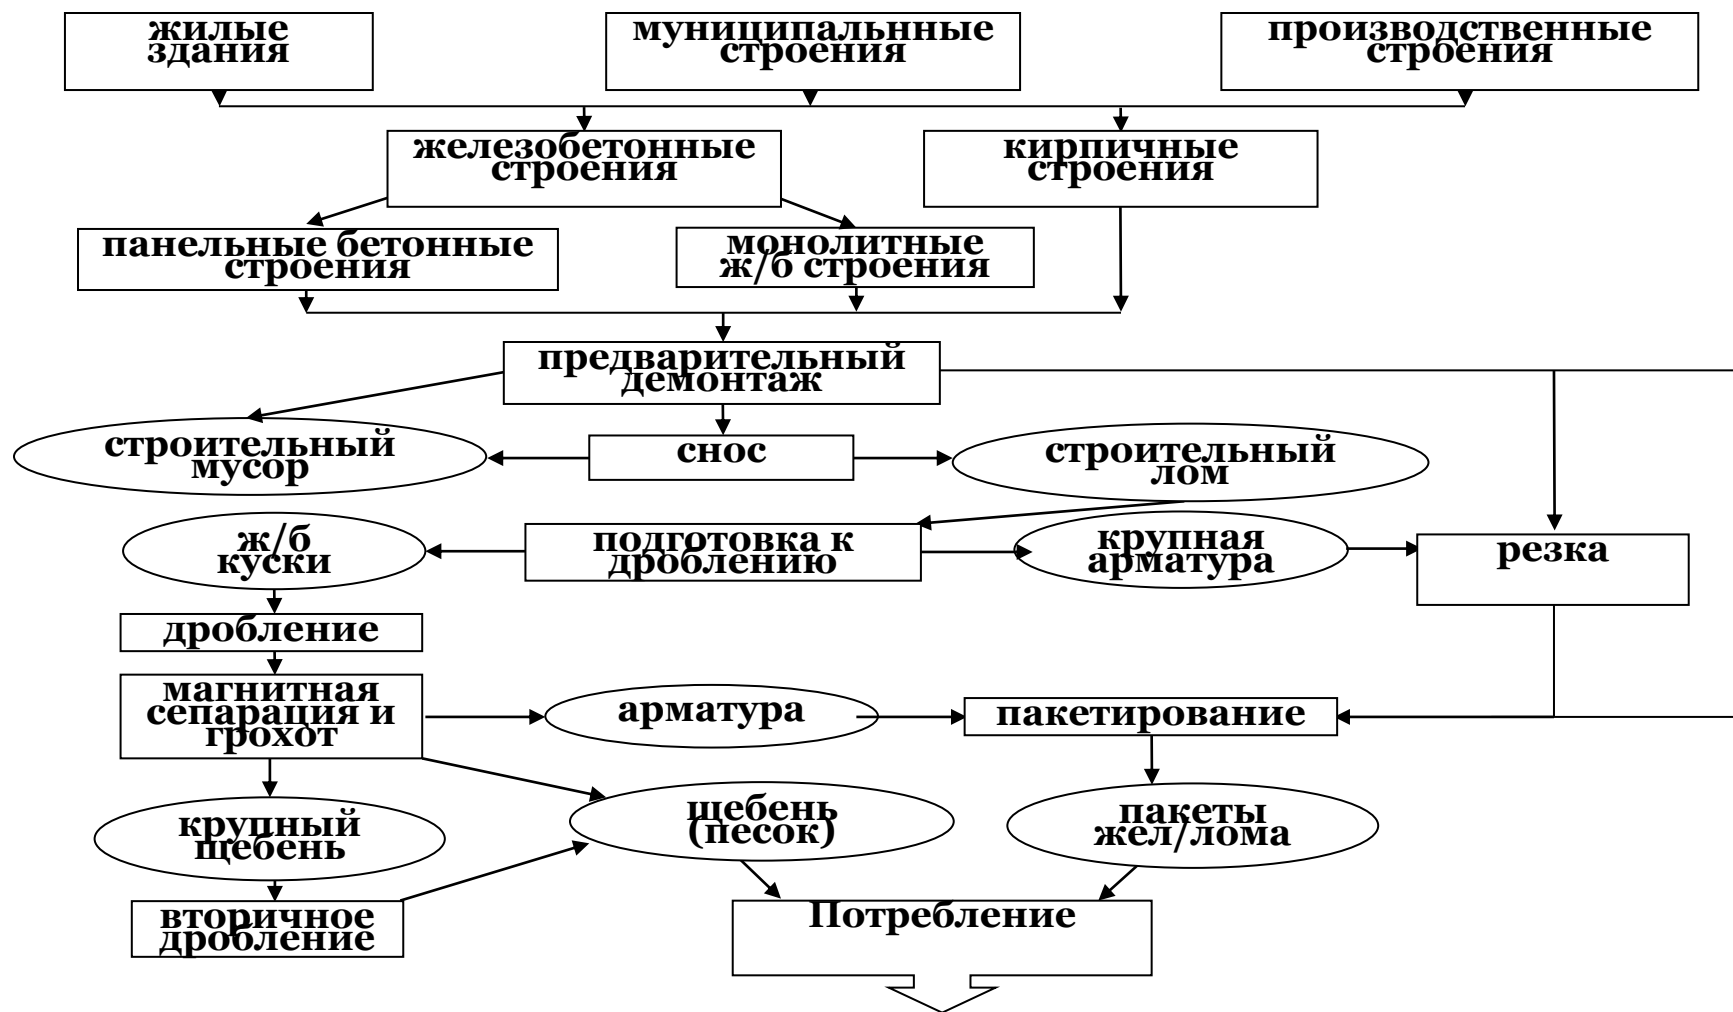 жилые
здания
муниципальнные
строения
производственные
строения
железобетонные
строения
кирпичные
строения
панельные бетонные
строения
монолитные
ж/б строения
предварительный
демонтаж
строительный
мусор
снос
строительный
лом
ж/б
куски
подготовка к
дроблению
крупная
арматура
резка
дробление
магнитная
сепарация и
грохот
арматура
пакетирование
крупный
щебень
щебень
(песок)
пакеты
жел/лома
вторичное
дробление
Потребление